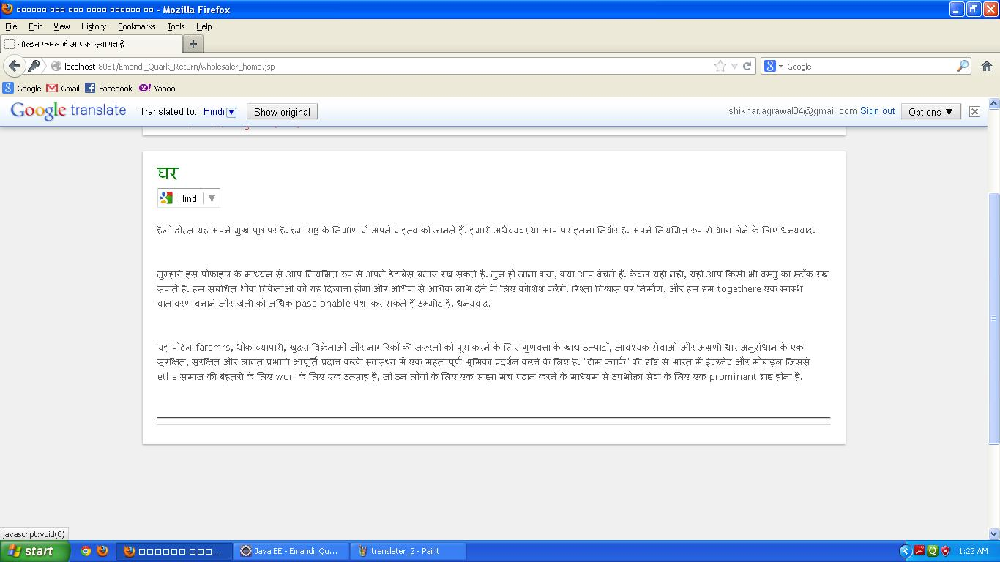 - Mozilla Firefox
File Edit View History Bookmarks Tools Help
गोल्डन फसल में आपका स्वागत है
localhost:8081/Emandi_Quark_Return/wholesaler_home.jsp
Google
Google Gmail Facebook Yahoo
Google translate Translated to: Hindi Show original shikhar.agrawal34@gmail.com Sign out Options ▼
घर
Hindi
हैलो दोस्त यह अपने मुख पृष्ठ पर है. हम राष्ट्र के निर्माण में अपने महत्व को जानते हैं. हमारी अर्थव्यवस्था आप पर इतना निर्भर है. अपने नियमित रूप से भाग लेने के लिए धन्यवाद.
तुम्हारी इस प्रोफाइल के माध्यम से आप नियमित रूप से अपने डेटाबेस बनाए रख सकते हैं. तुम हो जाना क्या, क्या आप बेचते हैं. केवल यही नहीं, यहां आप किसी भी वस्तु का स्टॉक रख
सकते हैं. हम संबंधित थोक विक्रेताओं को यह दिखाना होगा और अधिक से अधिक लाभ देने के लिए कोशिश करेंगे. रिश्ता विश्वास पर निर्माण, और हम हम togethere एक स्वस्थ
वातावरण बनाने और खेती को अधिक passionable पेशा कर सकते हैं उम्मीद है. धन्यवाद.
यह पोर्टल faremrs, थोक व्यापारी, खुदरा विक्रेताओं और नागरिकों की जरूरतों को पूरा करने के लिए गुणवत्ता के खाद्य उत्पादों, आवश्यक सेवाओं और अग्रणी धार अनुसंधान के एक
सुरक्षित, सुरक्षित और लागत प्रभावी आपूर्ति प्रदान करके स्वास्थ्य में एक महत्वपूर्ण भूमिका प्रदर्शन करने के लिए है. "टीम क्वार्क" की दृष्टि से भारत में इंटरनेट और मोबाइल जिससे
ethe समाज की बेहतरी के लिए worl के लिए एक उत्साह है, जो उन लोगों के लिए एक साझा मंच प्रदान करने के माध्यम से उपभोक्ता सेवा के लिए एक prominant ब्रांड होना है.
javascript:void(0)
start Java EE - Emandi_Qu... translater_2 - Paint 1:22 AM